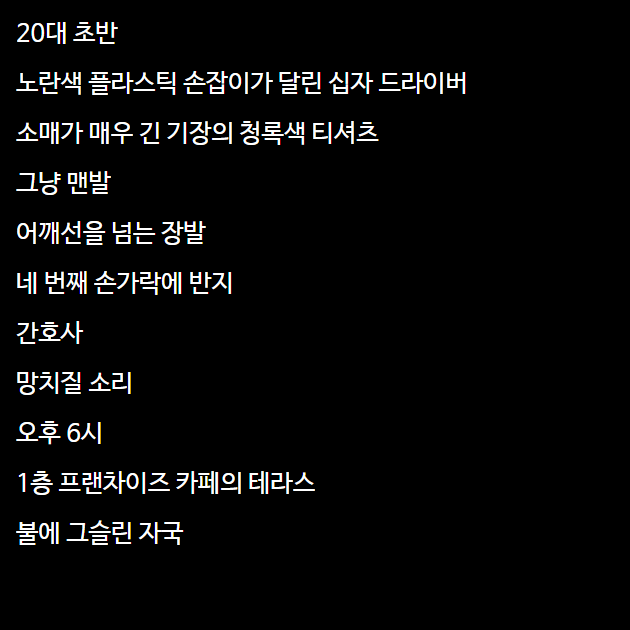 20대 초반
노란색 플라스틱 손잡이가 달린 십자 드라이버
소매가 매우 긴 기장의 청록색 티셔츠
그냥 맨발
어깨선을 넘는 장발
네 번째 손가락에 반지
간호사
망치질 소리
오후 6시
1층 프랜차이즈 카페의 테라스
불에 그슬린 자국